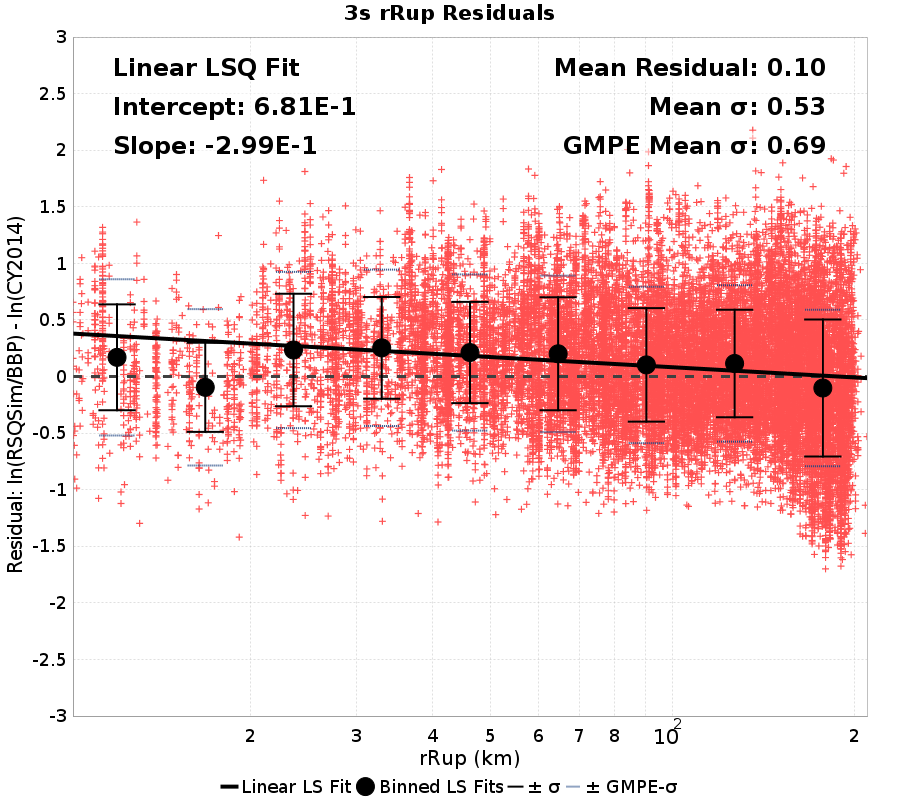 3s rRup Residuals
Linear LSQ Fit
Intercept: 6.81E-1
Slope: -2.99E-1
Mean Residual: 0.10
Mean σ: 0.53
GMPE Mean σ: 0.69
Residual: ln(RSQSim/BBP) - ln(CY2014)
3
2.5
2
1.5
1
0.5
0
-0.5
-1
-1.5
-2
-2.5
-3
2 3 4 5 6 7 8 10² 2
rRup (km)
Linear LS Fit Binned LS Fits ± σ ± GMPE-σ